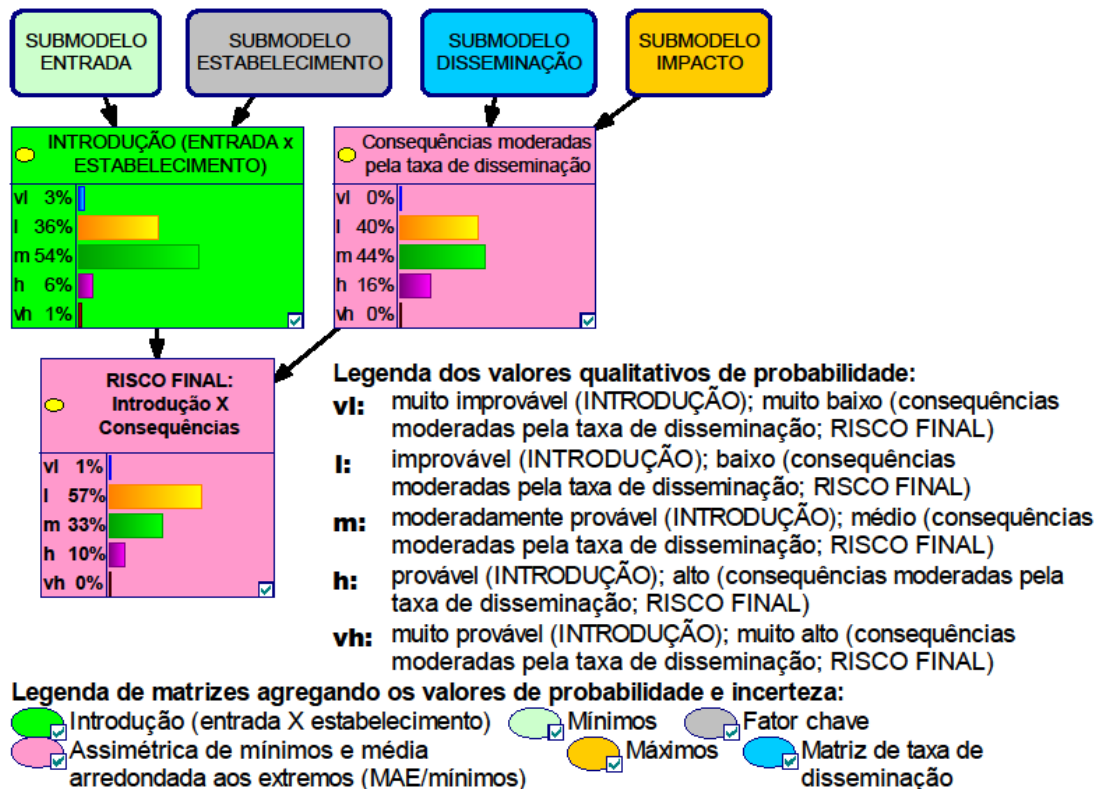 SUBMODELO
ENTRADA
SUBMODELO
ESTABELECIMENTO
SUBMODELO
DISSEMINAÇÃO
SUBMODELO
IMPACTO
INTRODUÇÃO (ENTRADA x
ESTABELECIMENTO)
vl 3%
l 36%
m 54%
h 6%
vh 1%
Consequências moderadas
pela taxa de disseminação
vl 0%
l 40%
m 44%
h 16%
vh 0%
RISCO FINAL:
Introdução X
Consequências
vl 1%
l 57%
m 33%
h 10%
vh 0%
Legenda dos valores qualitativos de probabilidade:
vl: muito improvável (INTRODUÇÃO); muito baixo (consequências
moderadas pela taxa de disseminação; RISCO FINAL)
l: improvável (INTRODUÇÃO); baixo (consequências
moderadas pela taxa de disseminação; RISCO FINAL)
m: moderadamente provável (INTRODUÇÃO); médio (consequências
moderadas pela taxa de disseminação; RISCO FINAL)
h: provável (INTRODUÇÃO); alto (consequências moderadas pela
taxa de disseminação; RISCO FINAL)
vh: muito provável (INTRODUÇÃO); muito alto (consequências
moderadas pela taxa de disseminação; RISCO FINAL)
Legenda de matrizes agregando os valores de probabilidade e incerteza:
Introdução (entrada X estabelecimento) Mínimos Fator chave
Assimétrica de mínimos e média
arredondada aos extremos (MAE/mínimos)
Máximos
Matriz de taxa de
disseminação